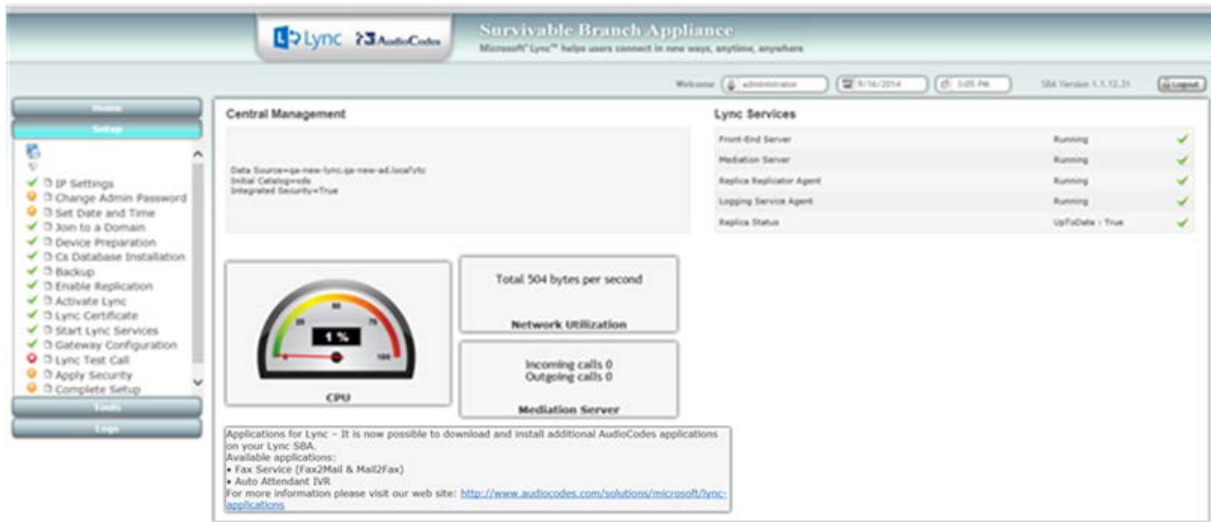 Lync AudioCodes
Survivable Branch Appliance
Microsoft® Lync™ helps users connect in new ways, anytime, anywhere
Welcome administrator 9/16/2014 3:05 PM SBA Version 1.1.12.31 Logout
Home
Setup
IP Settings
Change Admin Password
Set Date and Time
Join to a Domain
Device Preparation
Cs Database Installation
Backup
Enable Replication
Activate Lync
Lync Certificate
Start Lync Services
Gateway Configuration
Lync Test Call
Apply Security
Complete Setup
Tools
Logs
Central Management
Data Source=qa-new-lync.qa-new-ad.local\rtc
Initial Catalog=xds
Integrated Security=True
Lync Services
Front-End Server Running
Mediation Server Running
Replica Replicator Agent Running
Logging Service Agent Running
Replica Status UpToDate : True
0 25 50 75 100
1 %
CPU
Total 504 bytes per second
Network Utilization
Incoming calls 0
Outgoing calls 0
Mediation Server
Applications for Lync – It is now possible to download and install additional AudioCodes applications
on your Lync SBA.
Available applications:
• Fax Service (Fax2Mail & Mail2Fax)
• Auto Attendant IVR
For more information please visit our web site: http://www.audiocodes.com/solutions/microsoft/lync-
applications